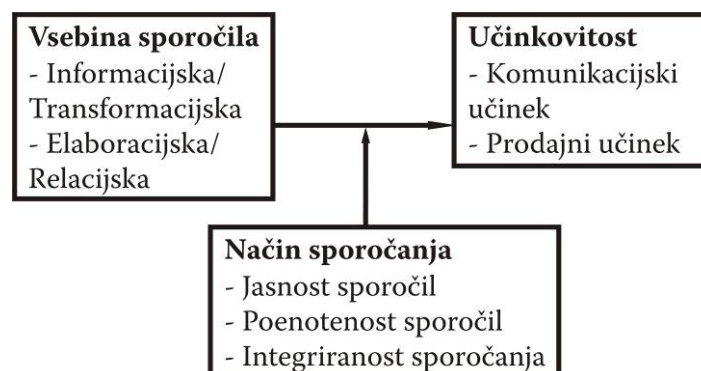 Vsebina sporočila
- Informacijska/
Transformacijska
- Elaboracijska/
Relacijska
Učinkovitost
- Komunikacijski
učinek
- Prodajni učinek
Način sporočanja
- Jasnost sporočil
- Poenotenost sporočil
- Integriranost sporočanja